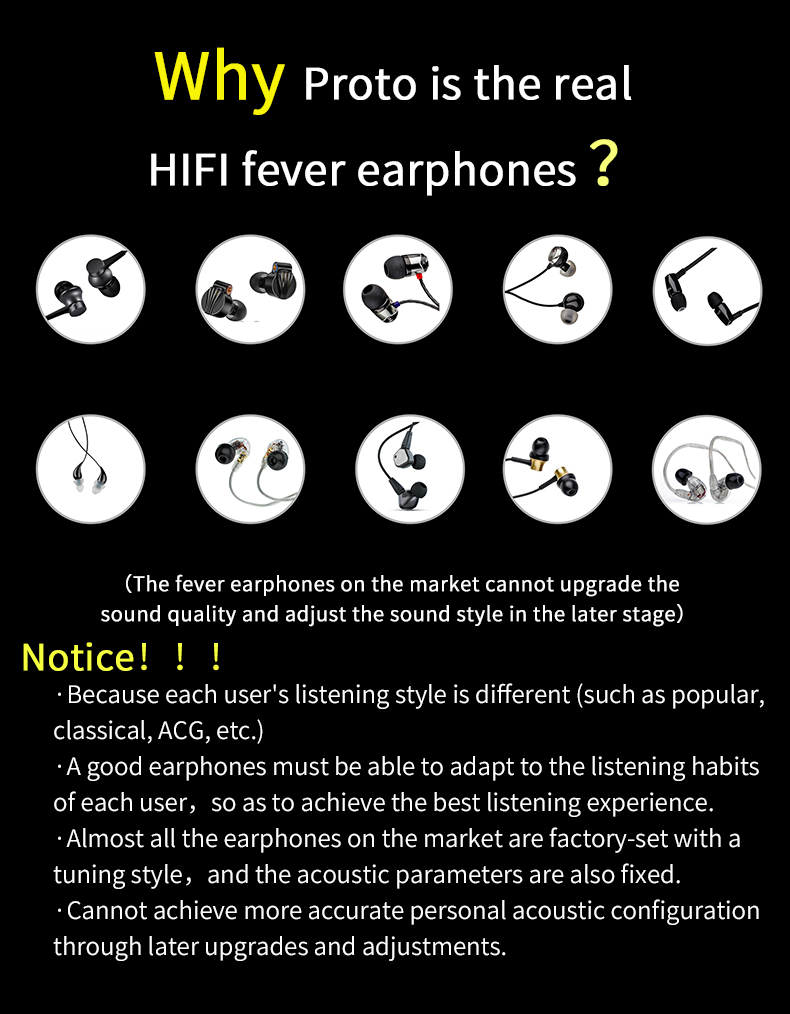 Why Proto is the real
HIFI fever earphones？
（The fever earphones on the market cannot upgrade the
sound quality and adjust the sound style in the later stage）
Notice！！！
·Because each user's listening style is different (such as popular,
classical, ACG, etc.)
·A good earphones must be able to adapt to the listening habits
of each user，so as to achieve the best listening experience.
·Almost all the earphones on the market are factory-set with a
tuning style，and the acoustic parameters are also fixed.
·Cannot achieve more accurate personal acoustic configuration
through later upgrades and adjustments.